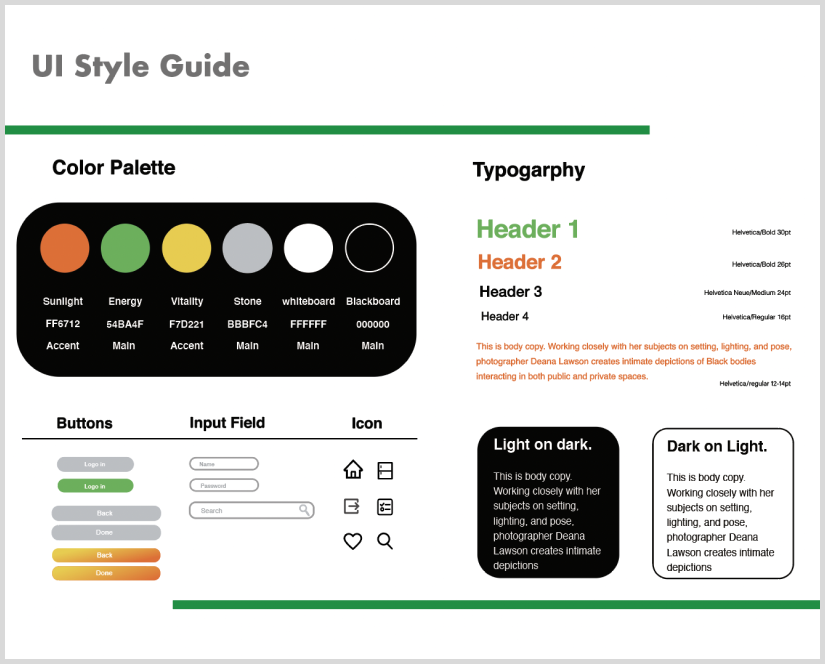 UI Style Guide
Color Palette
Sunlight Energy Vitality Stone whiteboard Blackboard
FF6712 54BA4F F7D221 BBBFC4 FFFFFF 000000
Accent Main Accent Main Main Main
Typogarphy
Header 1 Helvetica/Bold 30pt
Header 2 Helvetica/Bold 26pt
Header 3 Helvetica Neue/Medium 24pt
Header 4 Helvetica/Regular 16pt
This is body copy. Working closely with her subjects on setting, lighting, and pose,
photographer Deana Lawson creates intimate depictions of Black bodies
interacting in both public and private spaces.
Helvetica/regular 12-14pt
Buttons
Logo in
Logo in
Back
Done
Back
Done
Input Field
Name
Password
Search
Icon
Light on dark.
This is body copy.
Working closely with her
subjects on setting,
lighting, and pose,
photographer Deana
Lawson creates intimate
depictions
Dark on Light.
This is body copy.
Working closely with her
subjects on setting,
lighting, and pose,
photographer Deana
Lawson creates intimate
depictions